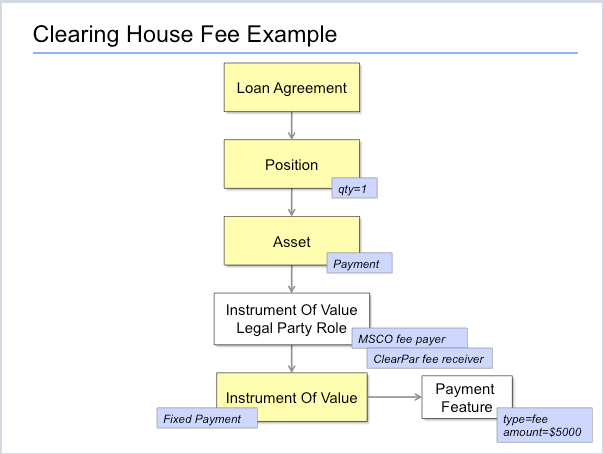 Clearing House Fee Example
Loan Agreement
Position
qty=1
Asset
Payment
Instrument Of Value
Legal Party Role
MSCO fee payer
ClearPar fee receiver
Instrument Of Value
Fixed Payment
Payment
Feature
type=fee
amount=$5000